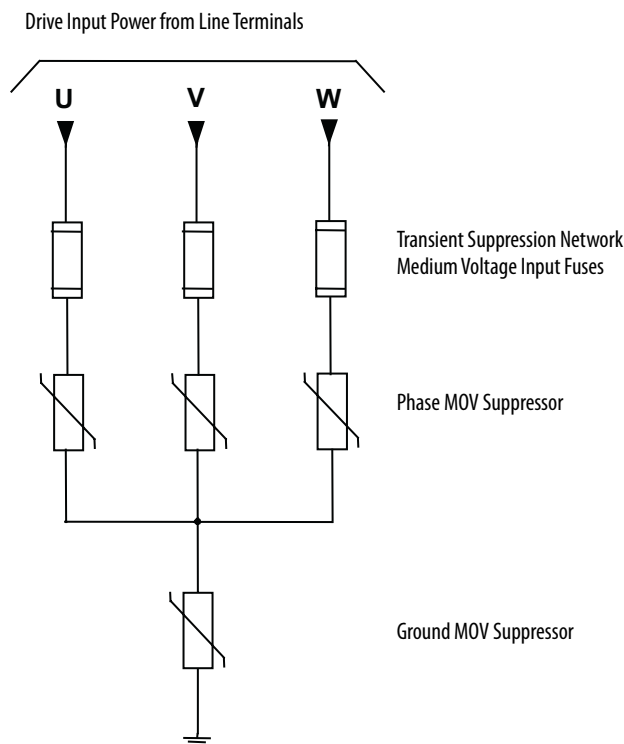 Drive Input Power from Line Terminals
U V W
Transient Suppression Network
Medium Voltage Input Fuses
Phase MOV Suppressor
Ground MOV Suppressor